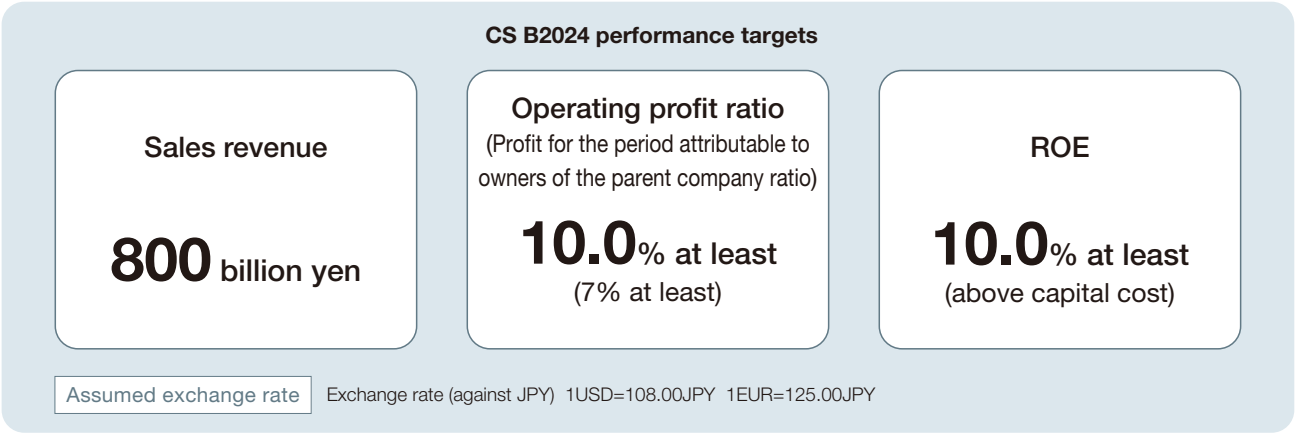 CS B2024 performance targets
Sales revenue
800 billion yen
Operating profit ratio
(Profit for the period attributable to
owners of the parent company ratio)
10.0% at least
(7% at least)
ROE
10.0% at least
(above capital cost)
Assumed exchange rate Exchange rate (against JPY) 1USD=108.00JPY 1EUR=125.00JPY